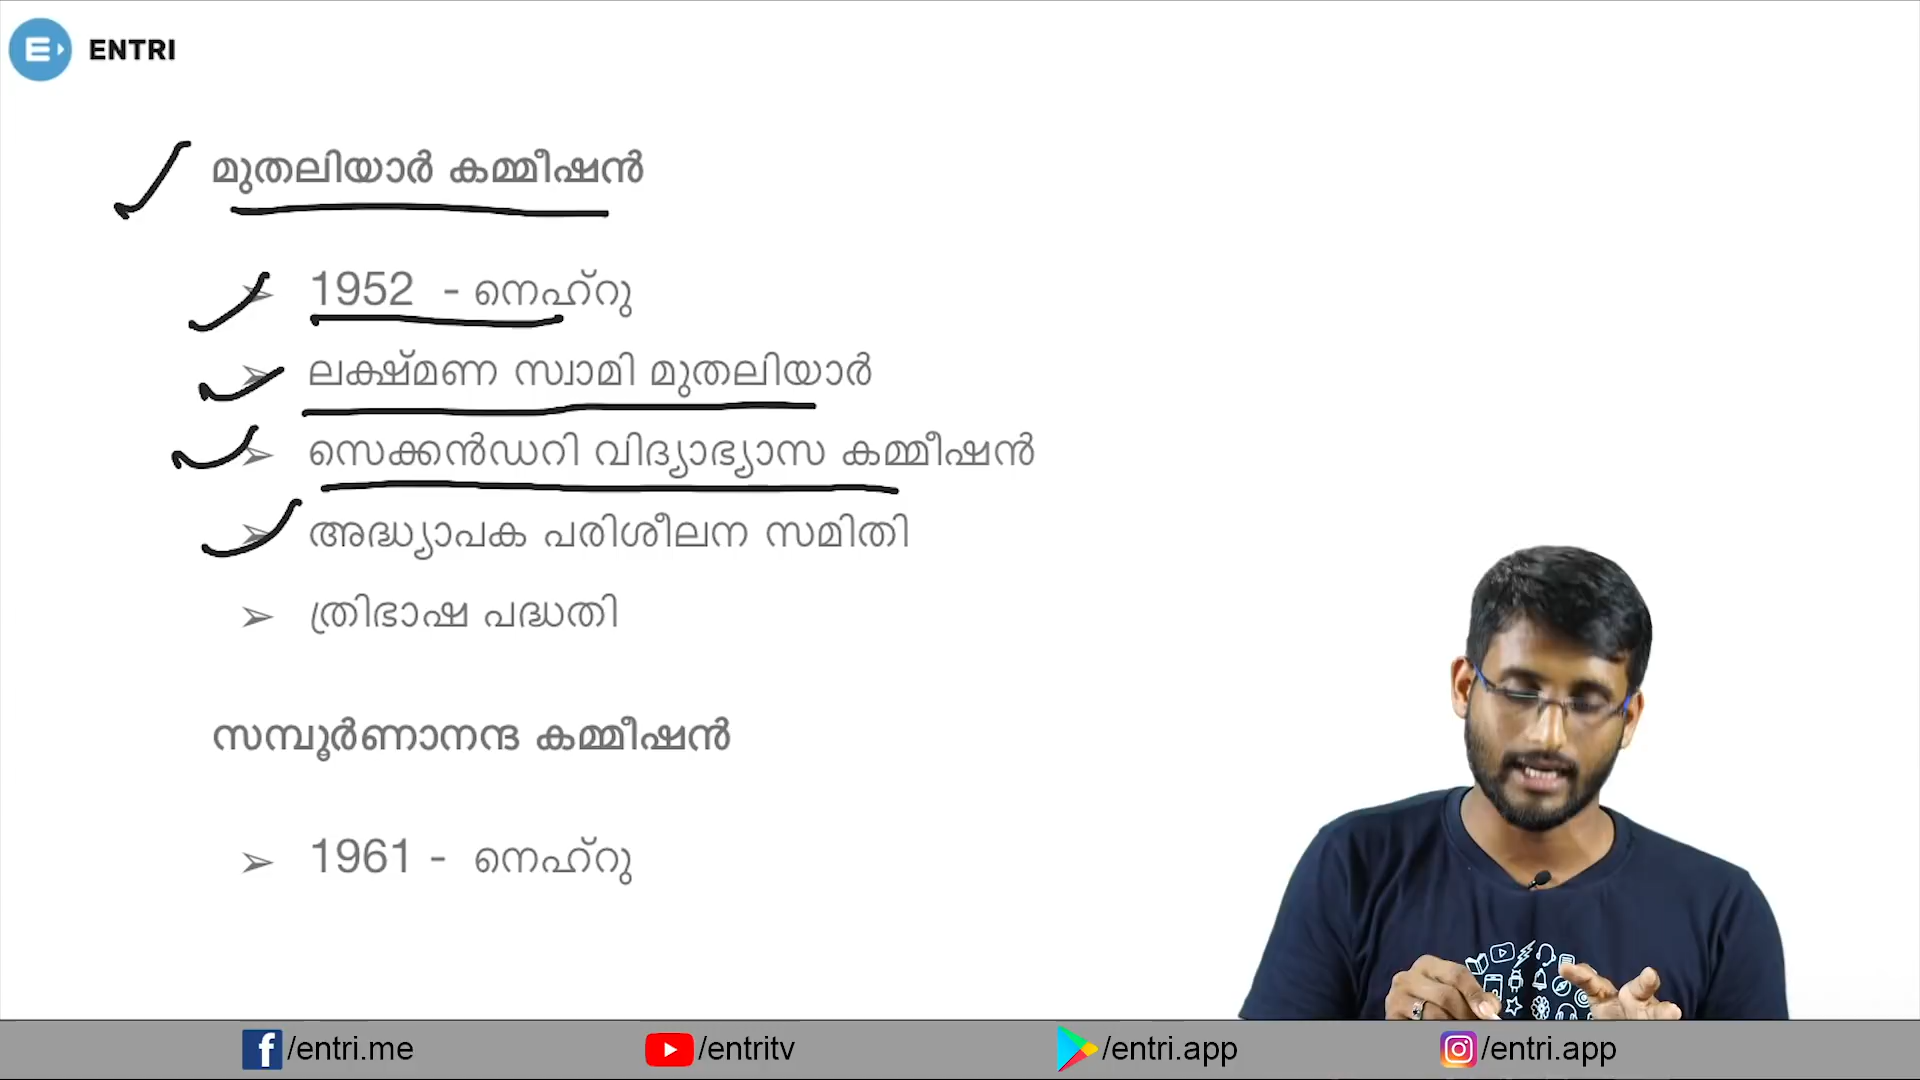 ENTRI
മുതലിയാർ കമ്മീഷൻ
1952 - നെഹ്റു
ലക്ഷ്മണ സ്വാമി മുതലിയാർ
സെക്കൻഡറി വിദ്യാഭ്യാസ കമ്മീഷൻ
അദ്ധ്യാപക പരിശീലന സമിതി
ത്രിഭാഷ പദ്ധതി
സമ്പൂർണാനന്ദ കമ്മീഷൻ
1961 - നെഹ്റു
/entri.me /entritv /entri.app /entri.app